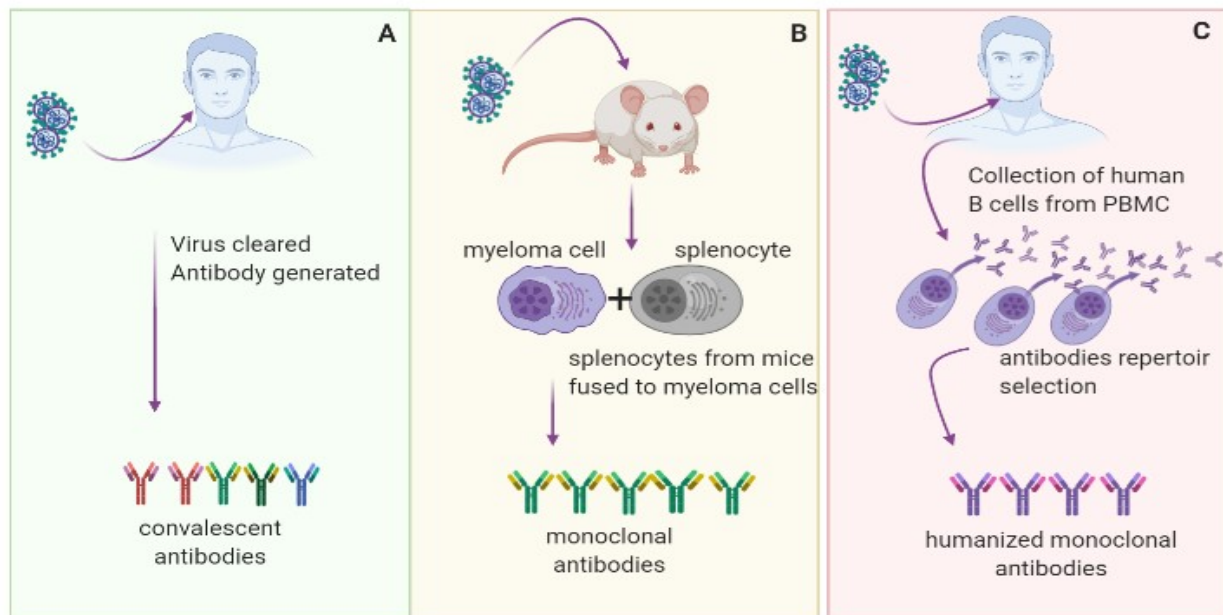 A
Virus cleared
Antibody generated
convalescent
antibodies
B
myeloma cell
splenocyte
+
splenocytes from mice
fused to myeloma cells
monoclonal
antibodies
C
Collection of human
B cells from PBMC
antibodies repertoir
selection
humanized monoclonal
antibodies